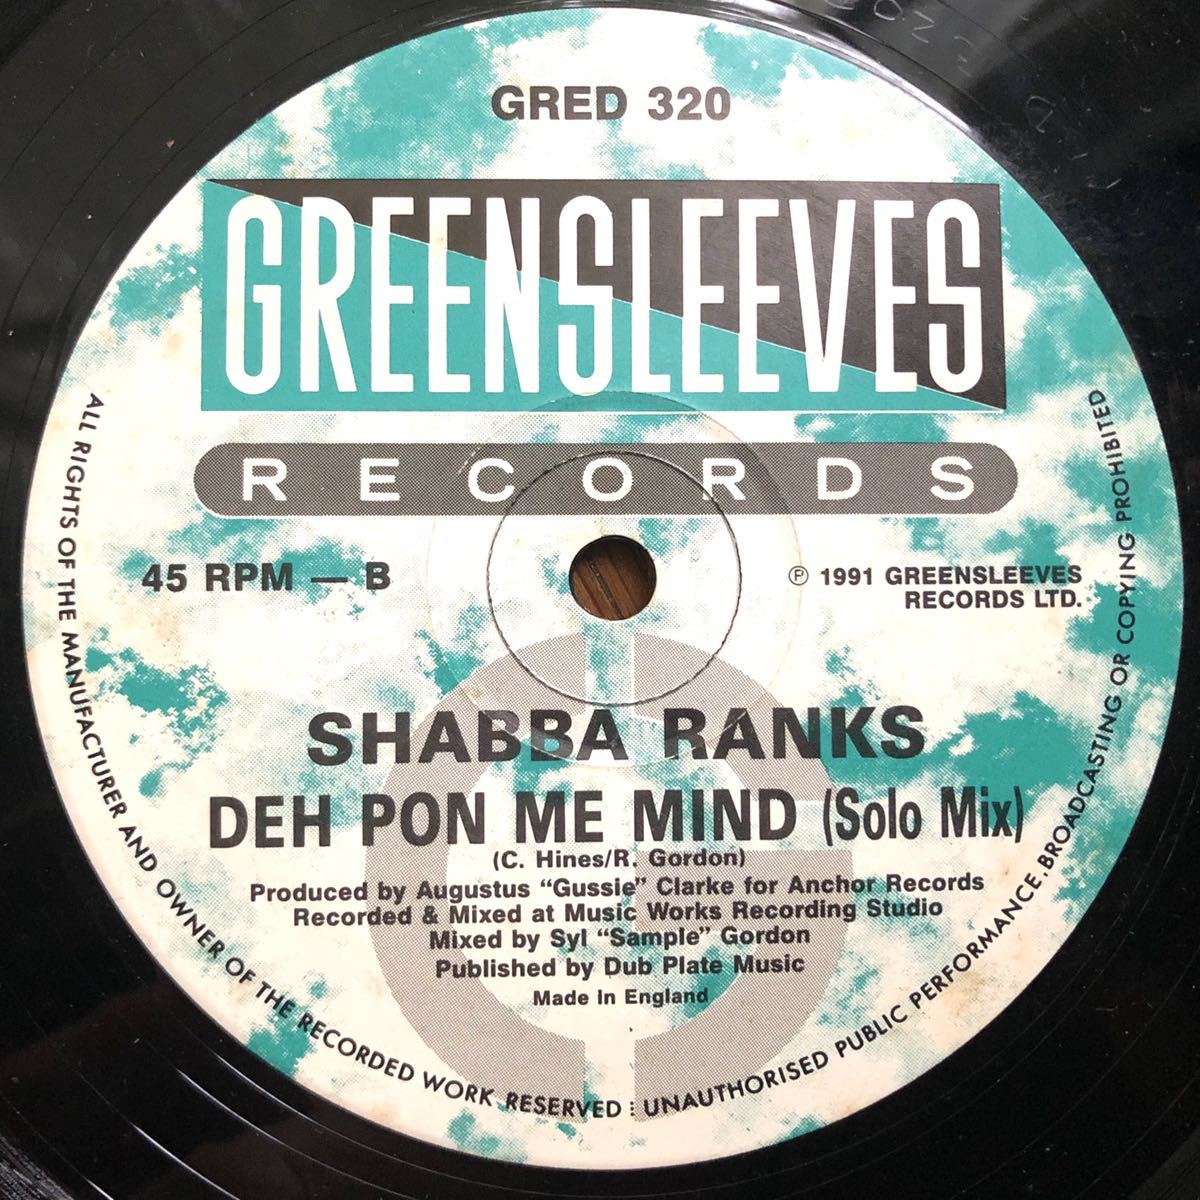 GRED 320
GREENSLEEVES
RECORDS
45 RPM — B
℗ 1991 GREENSLEEVES
RECORDS LTD.
SHABBA RANKS
DEH PON ME MIND (Solo Mix)
(C. Hines/R. Gordon)
Produced by Augustus "Gussie" Clarke for Anchor Records
Recorded & Mixed at Music Works Recording Studio
Mixed by Syl "Sample" Gordon
Published by Dub Plate Music
Made in England
ALL RIGHTS OF THE MANUFACTURER AND OWNER OF THE RECORDED WORK RESERVED : UNAUTHORISED PUBLIC PERFORMANCE, BROADCASTING OR COPYING PROHIBITED